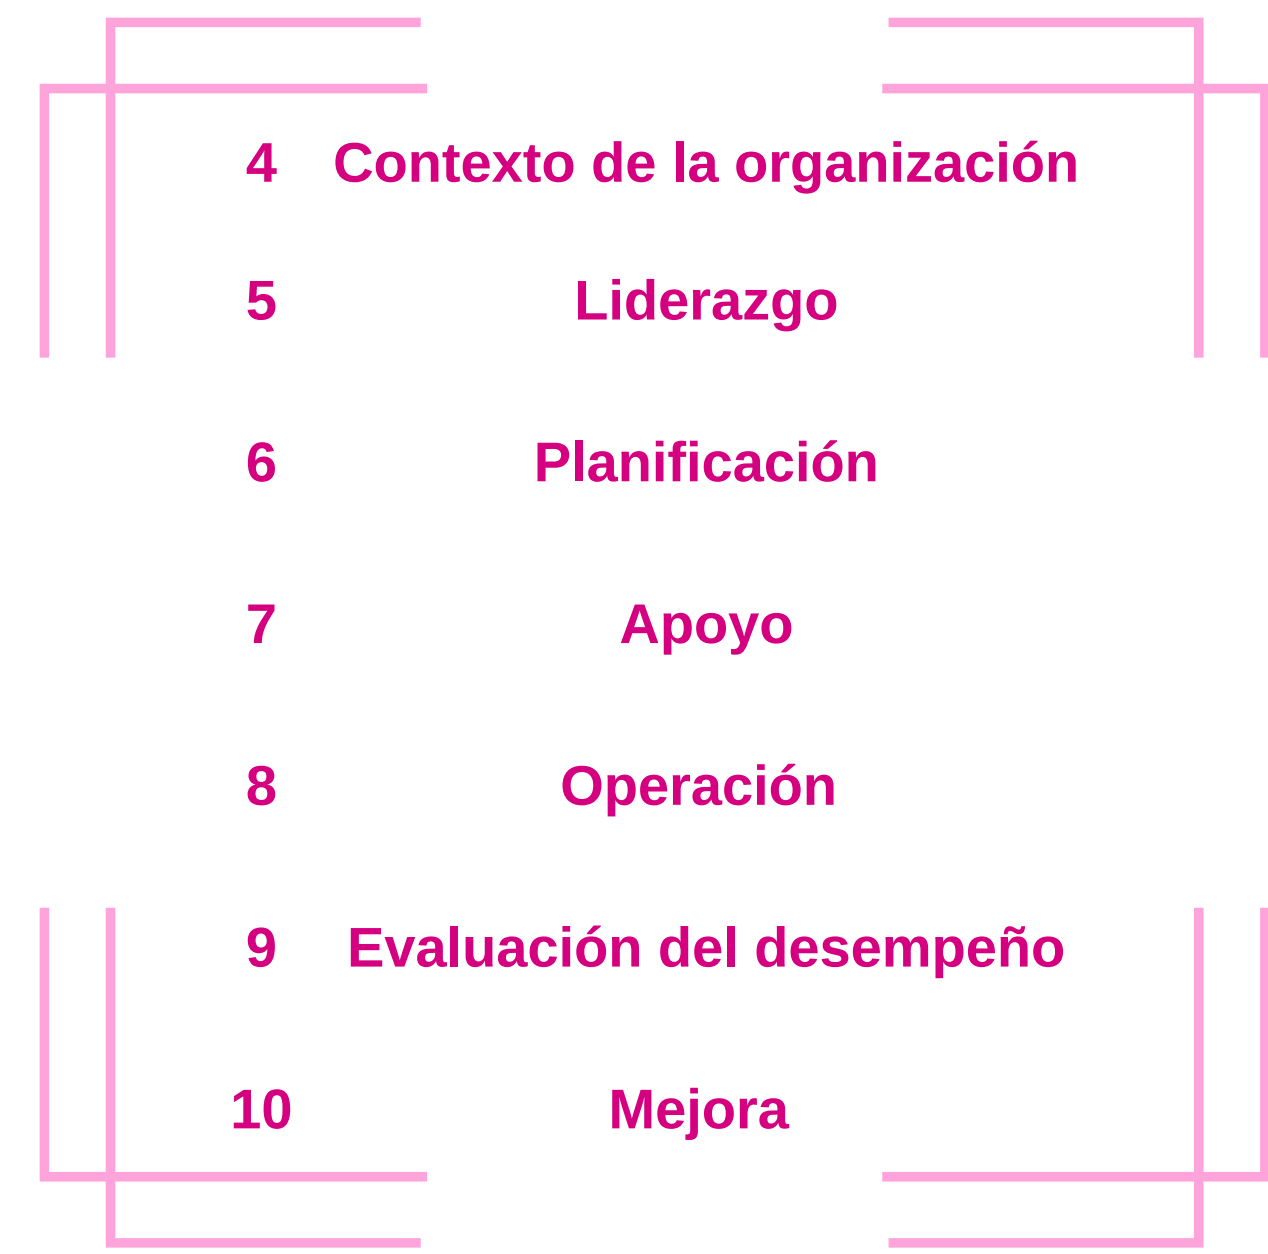 4 Contexto de la organización
5 Liderazgo
6 Planificación
7 Apoyo
8 Operación
9 Evaluación del desempeño
10 Mejora